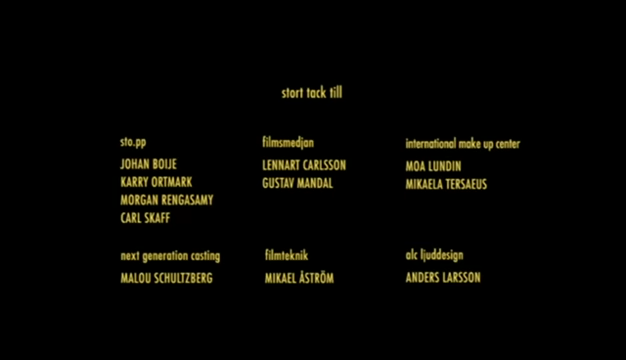 stort tack till
sto.pp
JOHAN BOIJE
KARRY ORTMARK
MORGAN RENGASAMY
CARL SKAFF
filmsmedjan
LENNART CARLSSON
GUSTAV MANDAL
international make up center
MOA LUNDIN
MIKAELA TERSAEUS
next generation casting
MALOU SCHULTZBERG
filmteknik
MIKAEL ÅSTRÖM
alc ljuddesign
ANDERS LARSSON